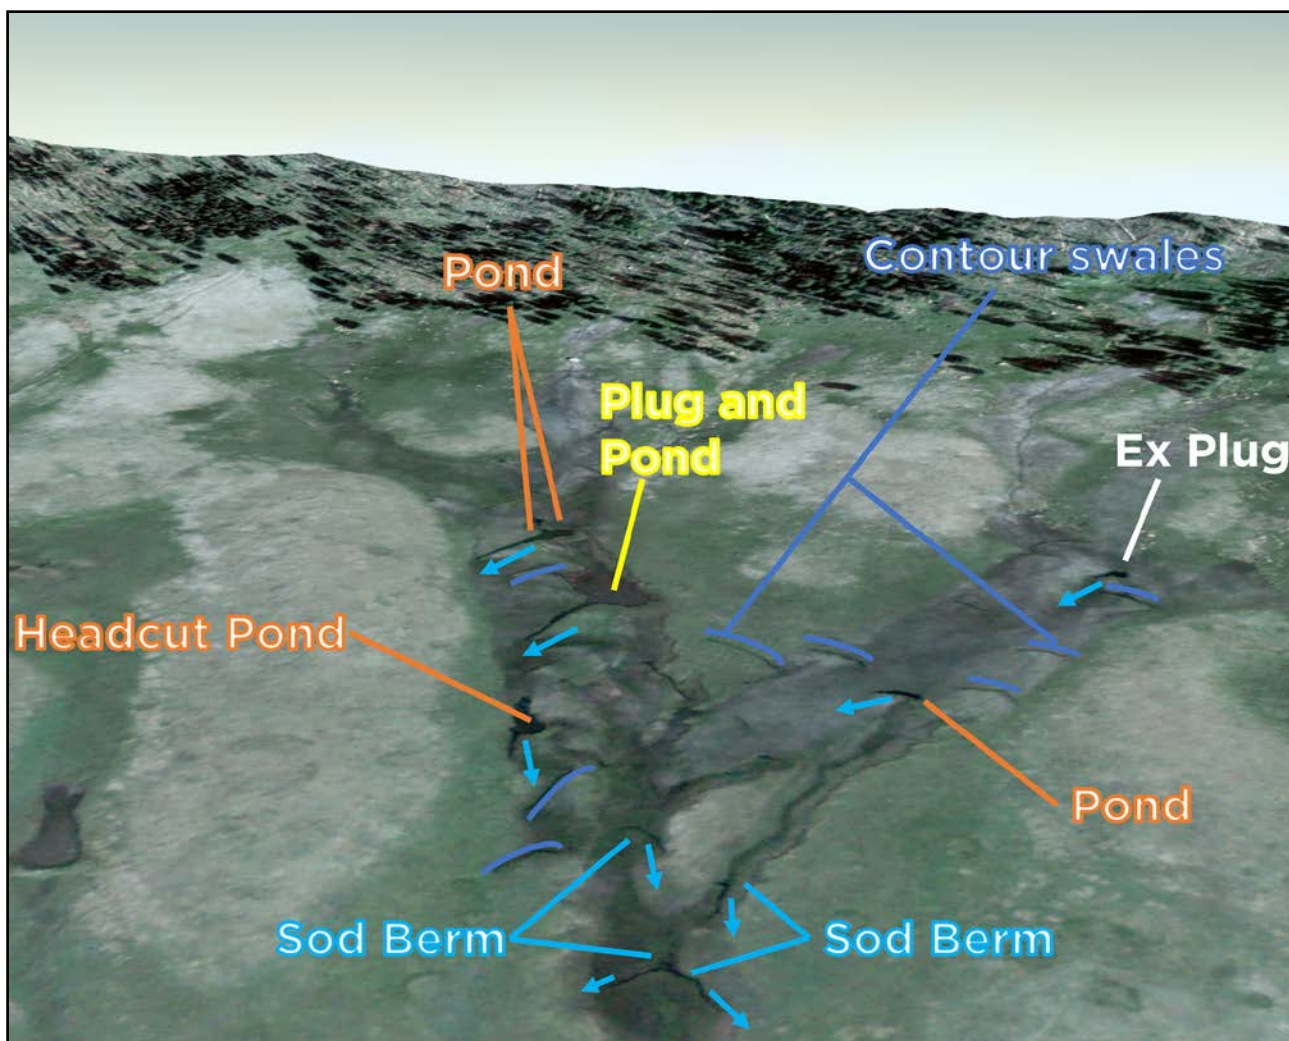 Contour swales
Pond
Plug and
Pond
Ex Plug
Headcut Pond
Pond
Sod Berm
Sod Berm